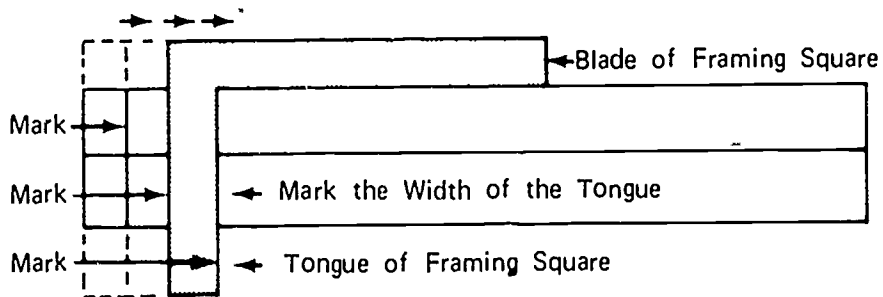 Blade of Framing Square
Mark
Mark
Mark the Width of the Tongue
Mark
Tongue of Framing Square